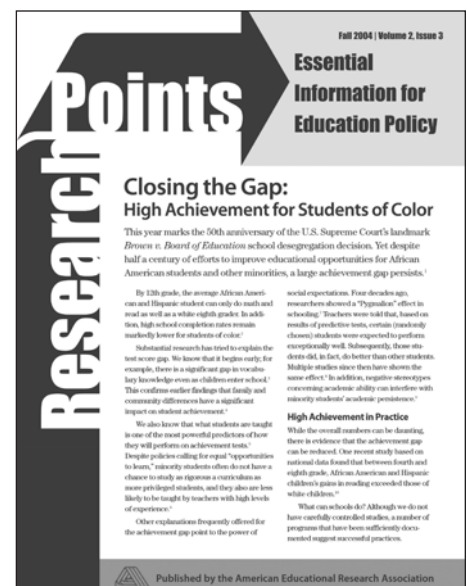 Fall 2004 | Volume 2, Issue 3
Essential
Information for
Education Policy
Research Points
Closing the Gap:
High Achievement for Students of Color
This year marks the 50th anniversary of the U.S. Supreme Court's landmark
Brown v. Board of Education school desegregation decision. Yet despite
half a century of efforts to improve educational opportunities for African
American students and other minorities, a large achievement gap persists.¹
By 12th grade, the average African Ameri-
can and Hispanic student can only do math and
read as well as a white eighth grader. In addi-
tion, high school completion rates remain
markedly lower for students of color.²
Substantial research has tried to explain the
test score gap. We know that it begins early; for
example, there is a significant gap in vocabu-
lary knowledge even as children enter school.³
This confirms earlier findings that family and
community differences have a significant
impact on student achievement.⁴
We also know that what students are taught
is one of the most powerful predictors of how
they will perform on achievement tests.⁵
Despite policies calling for equal "opportunities
to learn," minority students often do not have a
chance to study as rigorous a curriculum as
more privileged students, and they also are less
likely to be taught by teachers with high levels
of experience.⁶
Other explanations frequently offered for
the achievement gap point to the power of
social expectations. Four decades ago,
researchers showed a "Pygmalion" effect in
schooling.⁷ Teachers were told that, based on
results of predictive tests, certain (randomly
chosen) students were expected to perform
exceptionally well. Subsequently, those stu-
dents did, in fact, do better than other students.
Multiple studies since then have shown the
same effect.⁸ In addition, negative stereotypes
concerning academic ability can interfere with
minority students' academic persistence.⁹
High Achievement in Practice
While the overall numbers can be daunting,
there is evidence that the achievement gap
can be reduced. One recent study based on
national data found that between fourth and
eighth grade, African American and Hispanic
children's gains in reading exceeded those of
white children.¹⁰
What can schools do? Although we do not
have carefully controlled studies, a number of
programs that have been sufficiently docu-
mented suggest successful practices.
Published by the American Educational Research Association